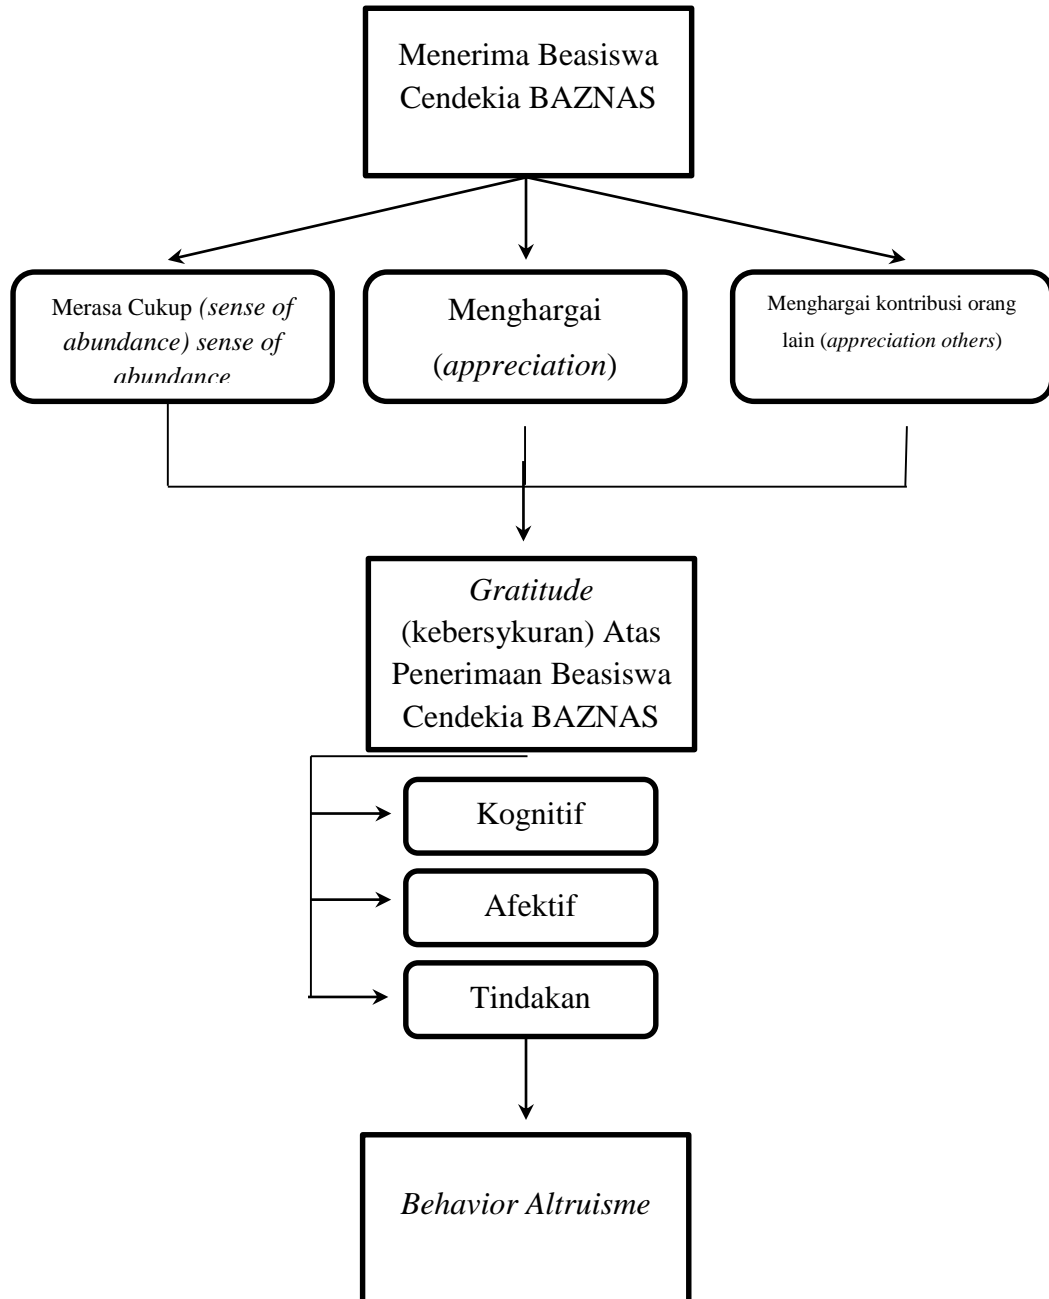 Menerima Beasiswa
Cendekia BAZNAS
Merasa Cukup (sense of
abundance) sense of
abundance
Menghargai
(appreciation)
Menghargai kontribusi orang
lain (appreciation others)
Gratitude
(kebersykuran) Atas
Penerimaan Beasiswa
Cendekia BAZNAS
Kognitif
Afektif
Tindakan
Behavior Altruisme